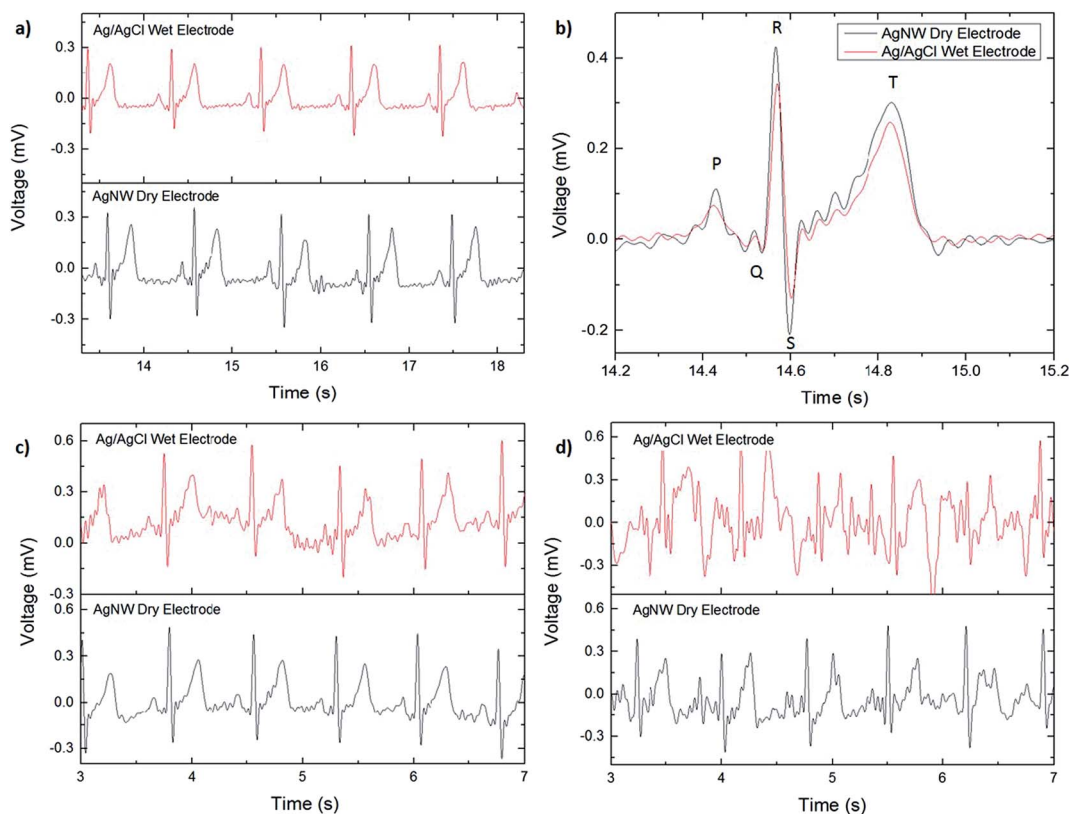 a)
Ag/AgCl Wet Electrode
0.3
0.0
-0.3
AgNW Dry Electrode
0.3
0.0
-0.3
Voltage (mV)
14 15 16 17 18
Time (s)
b)
AgNW Dry Electrode
Ag/AgCl Wet Electrode
R
T
P
Q
S
0.4
0.2
0.0
-0.2
Voltage (mV)
14.2 14.4 14.6 14.8 15.0 15.2
Time (s)
c)
Ag/AgCl Wet Electrode
0.6
0.3
0.0
-0.3
AgNW Dry Electrode
0.6
0.3
0.0
-0.3
Voltage (mV)
3 4 5 6 7
Time (s)
d)
Ag/AgCl Wet Electrode
0.6
0.3
0.0
-0.3
AgNW Dry Electrode
0.6
0.3
0.0
-0.3
Voltage (mV)
3 4 5 6 7
Time (s)